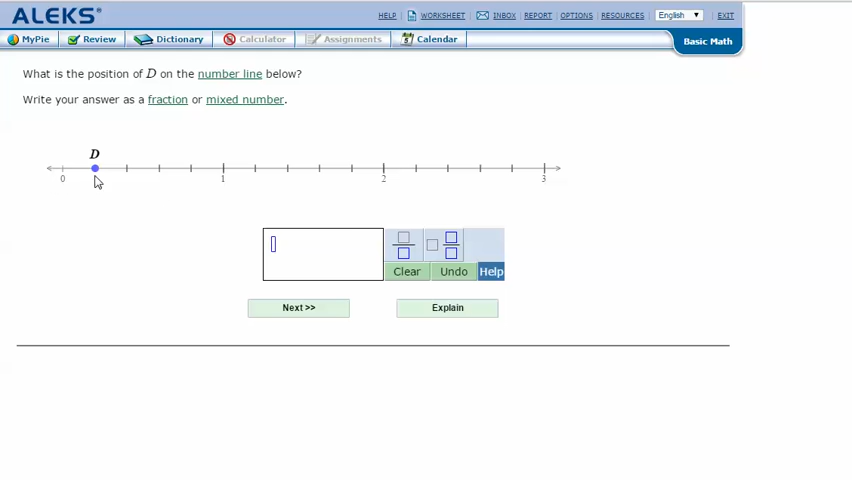 ALEKS®
HELP WORKSHEET INBOX REPORT OPTIONS RESOURCES English ▼ EXIT
MyPie Review Dictionary Calculator Assignments Calendar
Basic Math
What is the position of D on the number line below?
Write your answer as a fraction or mixed number.
D
0 1 2 3
Clear Undo Help
Next >> Explain